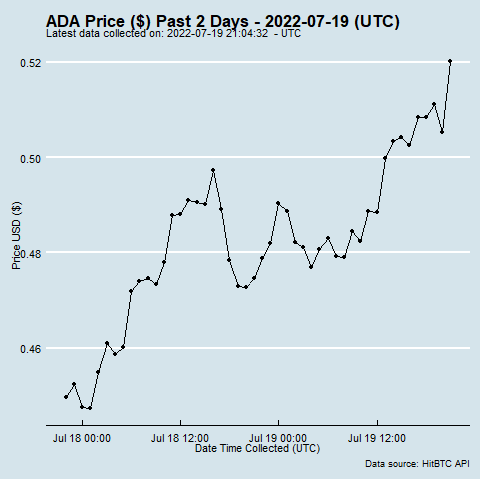 ADA Price ($) Past 2 Days - 2022-07-19 (UTC)
Latest data collected on: 2022-07-19 21:04:32 - UTC
0.52
0.50
0.48
0.46
Price USD ($)
Jul 18 00:00 Jul 18 12:00 Jul 19 00:00 Jul 19 12:00
Date Time Collected (UTC)
Data source: HitBTC API